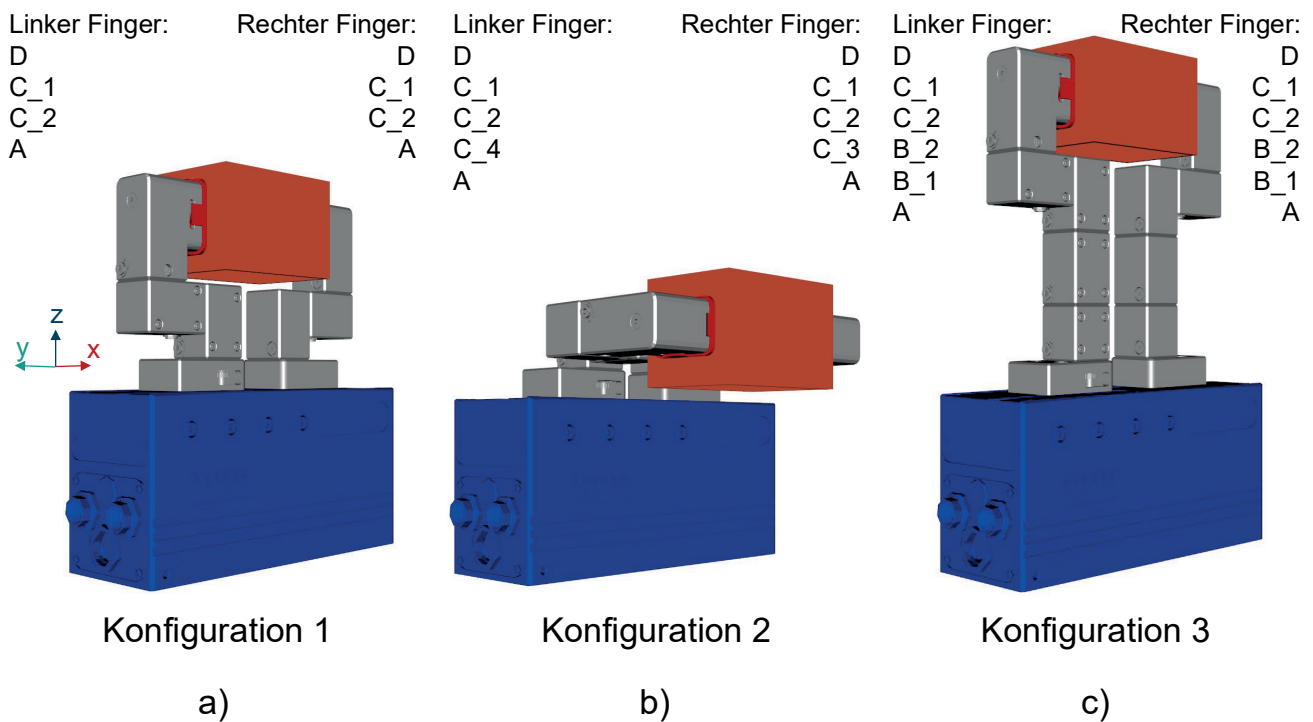 Linker Finger: Rechter Finger:
D D
C_1 C_1
C_2 C_2
A A
Linker Finger: Rechter Finger:
D D
C_1 C_1
C_2 C_2
C_4 C_3
A A
Linker Finger: Rechter Finger:
D D
C_1 C_1
C_2 C_2
B_2 B_2
B_1 B_1
A A
z
y x
Konfiguration 1
Konfiguration 2
Konfiguration 3
a)
b)
c)